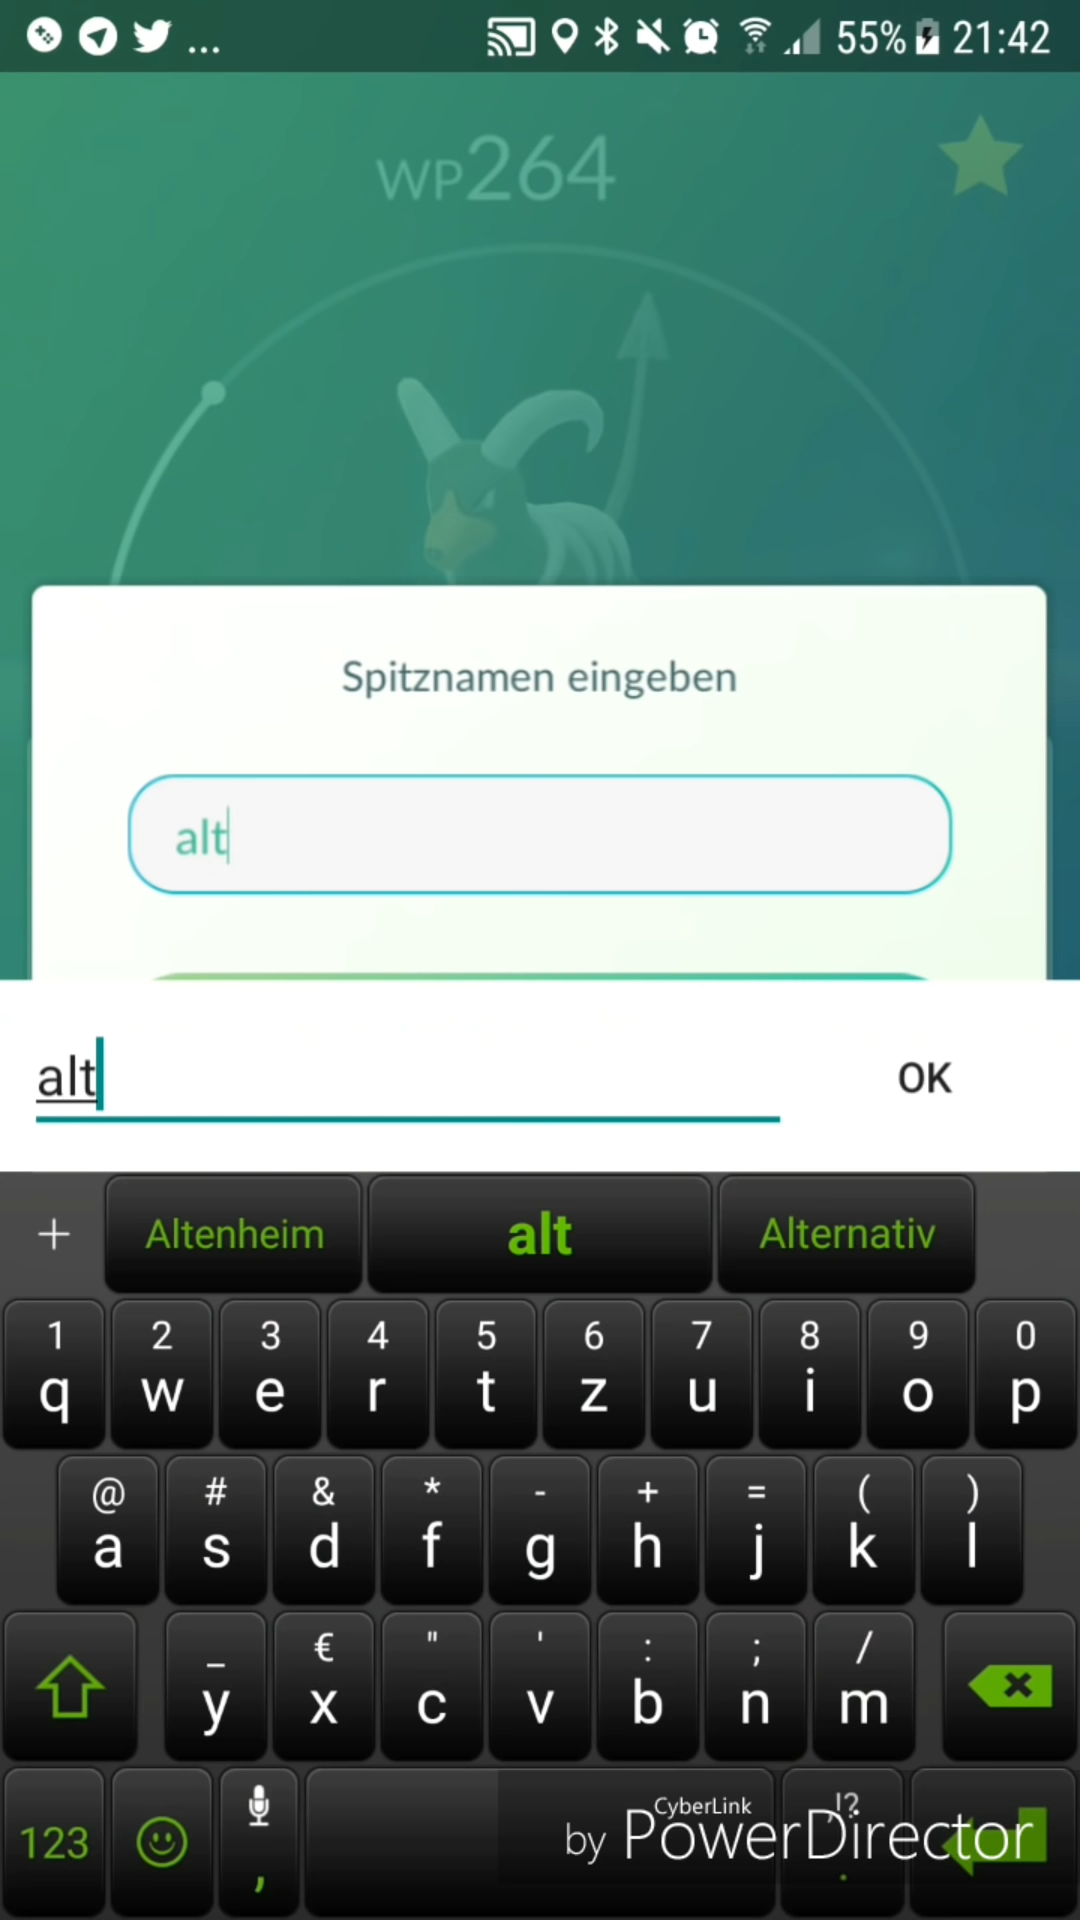 ... 55% 21:42
WP264
Spitznamen eingeben
alt
alt OK
+ Altenheim alt Alternativ
1 2 3 4 5 6 7 8 9 0
q w e r t z u i o p
@ # & * - + = ( )
a s d f g h j k l
_ € " ' : ; /
y x c v b n m
!?
123 , .
CyberLink
by PowerDirector